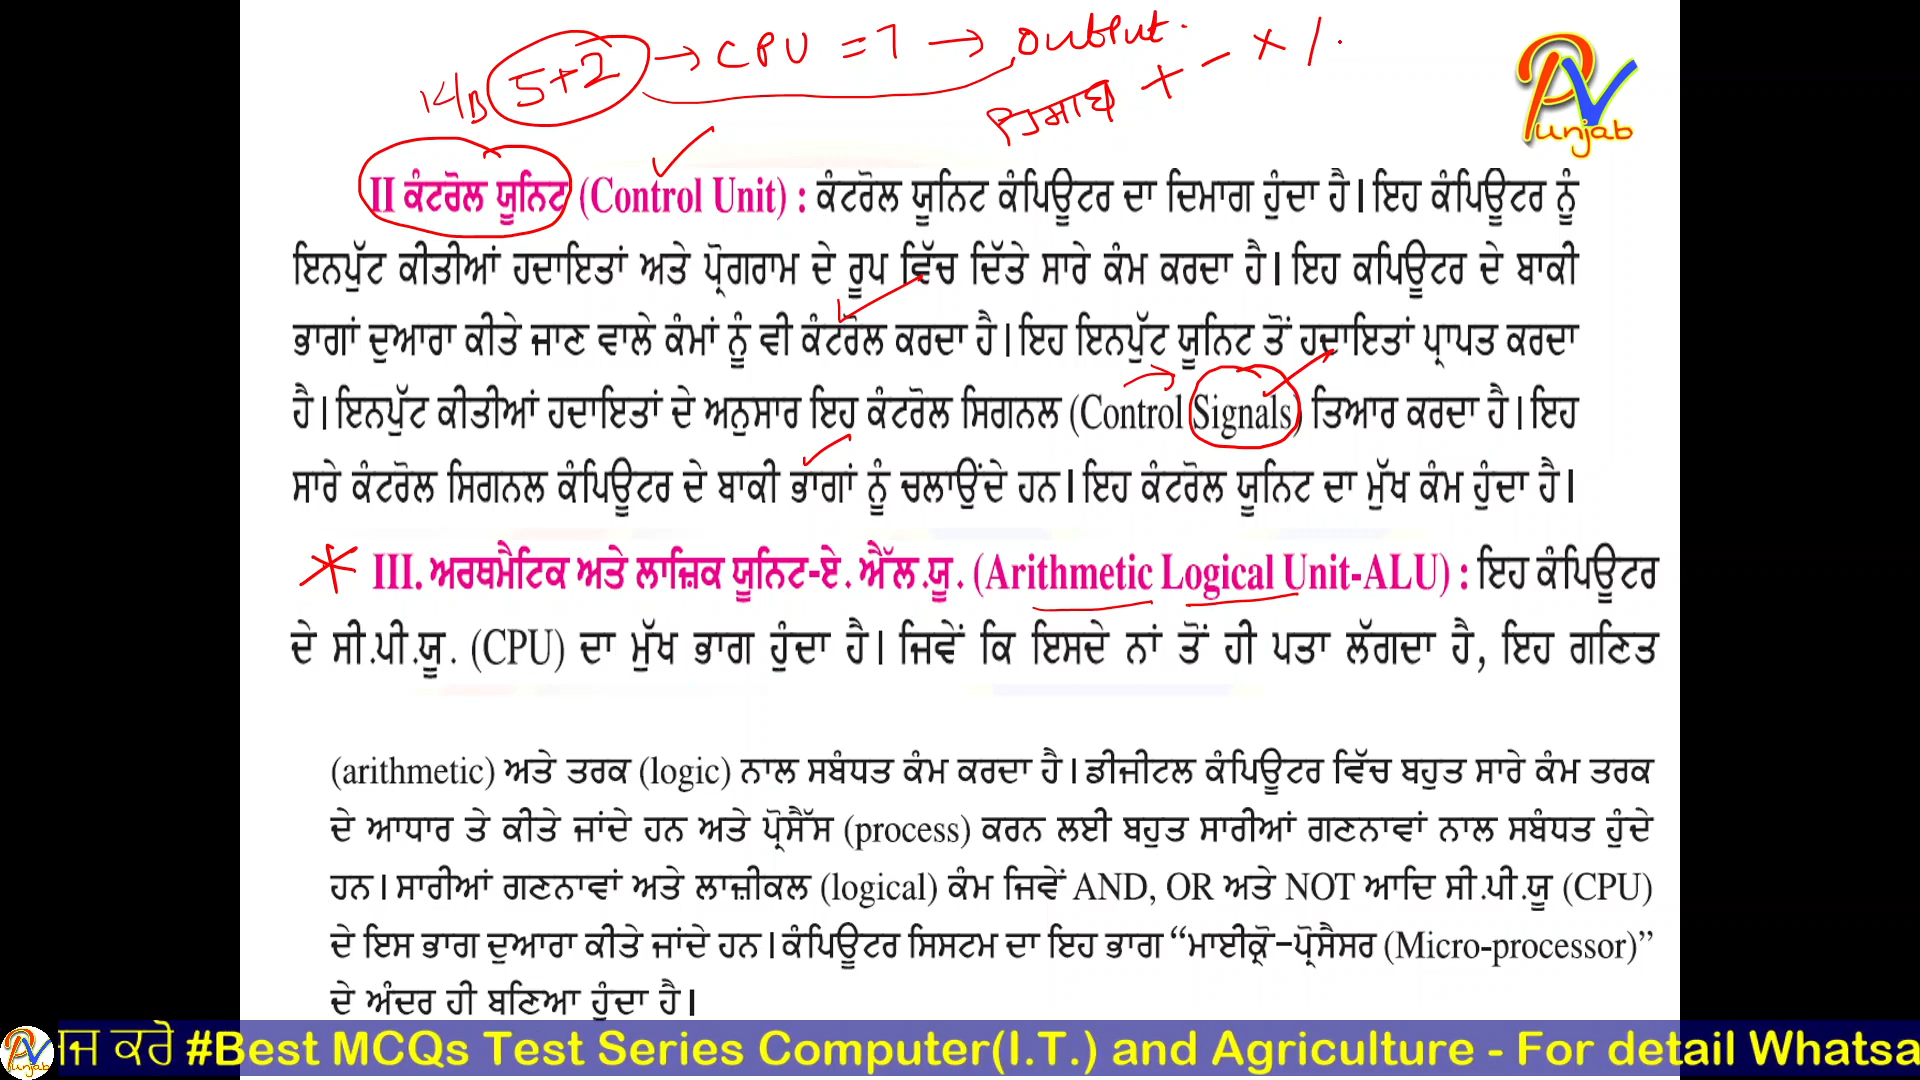 K/B 5+2 → CPU = 7 → Output.
ਹਿਸਾਬ + - × /.
PV Punjab
II ਕੰਟਰੋਲ ਯੂਨਿਟ (Control Unit) : ਕੰਟਰੋਲ ਯੂਨਿਟ ਕੰਪਿਊਟਰ ਦਾ ਦਿਮਾਗ ਹੁੰਦਾ ਹੈ। ਇਹ ਕੰਪਿਊਟਰ ਨੂੰ
ਇਨਪੁੱਟ ਕੀਤੀਆਂ ਹਦਾਇਤਾਂ ਅਤੇ ਪ੍ਰੋਗਰਾਮ ਦੇ ਰੂਪ ਵਿੱਚ ਦਿੱਤੇ ਸਾਰੇ ਕੰਮ ਕਰਦਾ ਹੈ। ਇਹ ਕਪਿਊਟਰ ਦੇ ਬਾਕੀ
ਭਾਗਾਂ ਦੁਆਰਾ ਕੀਤੇ ਜਾਣ ਵਾਲੇ ਕੰਮਾਂ ਨੂੰ ਵੀ ਕੰਟਰੋਲ ਕਰਦਾ ਹੈ। ਇਹ ਇਨਪੁੱਟ ਯੂਨਿਟ ਤੋਂ ਹਦਾਇਤਾਂ ਪ੍ਰਾਪਤ ਕਰਦਾ
ਹੈ। ਇਨਪੁੱਟ ਕੀਤੀਆਂ ਹਦਾਇਤਾਂ ਦੇ ਅਨੁਸਾਰ ਇਹ ਕੰਟਰੋਲ ਸਿਗਨਲ (Control Signals) ਤਿਆਰ ਕਰਦਾ ਹੈ। ਇਹ
ਸਾਰੇ ਕੰਟਰੋਲ ਸਿਗਨਲ ਕੰਪਿਊਟਰ ਦੇ ਬਾਕੀ ਭਾਗਾਂ ਨੂੰ ਚਲਾਉਂਦੇ ਹਨ। ਇਹ ਕੰਟਰੋਲ ਯੂਨਿਟ ਦਾ ਮੁੱਖ ਕੰਮ ਹੁੰਦਾ ਹੈ।
III. ਅਰਥਮੈਟਿਕ ਅਤੇ ਲਾਜ਼ਿਕ ਯੂਨਿਟ-ਏ. ਐੱਲ.ਯੂ. (Arithmetic Logical Unit-ALU) : ਇਹ ਕੰਪਿਊਟਰ
ਦੇ ਸੀ.ਪੀ.ਯੂ. (CPU) ਦਾ ਮੁੱਖ ਭਾਗ ਹੁੰਦਾ ਹੈ। ਜਿਵੇਂ ਕਿ ਇਸਦੇ ਨਾਂ ਤੋਂ ਹੀ ਪਤਾ ਲੱਗਦਾ ਹੈ, ਇਹ ਗਣਿਤ
(arithmetic) ਅਤੇ ਤਰਕ (logic) ਨਾਲ ਸਬੰਧਤ ਕੰਮ ਕਰਦਾ ਹੈ। ਡੀਜੀਟਲ ਕੰਪਿਊਟਰ ਵਿੱਚ ਬਹੁਤ ਸਾਰੇ ਕੰਮ ਤਰਕ
ਦੇ ਆਧਾਰ ਤੇ ਕੀਤੇ ਜਾਂਦੇ ਹਨ ਅਤੇ ਪ੍ਰੋਸੈੱਸ (process) ਕਰਨ ਲਈ ਬਹੁਤ ਸਾਰੀਆਂ ਗਣਨਾਵਾਂ ਨਾਲ ਸਬੰਧਤ ਹੁੰਦੇ
ਹਨ। ਸਾਰੀਆਂ ਗਣਨਾਵਾਂ ਅਤੇ ਲਾਜ਼ੀਕਲ (logical) ਕੰਮ ਜਿਵੇਂ AND, OR ਅਤੇ NOT ਆਦਿ ਸੀ.ਪੀ.ਯੂ (CPU)
ਦੇ ਇਸ ਭਾਗ ਦੁਆਰਾ ਕੀਤੇ ਜਾਂਦੇ ਹਨ। ਕੰਪਿਊਟਰ ਸਿਸਟਮ ਦਾ ਇਹ ਭਾਗ “ਮਾਈਕ੍ਰੋ-ਪ੍ਰੋਸੈਸਰ (Micro-processor)”
ਦੇ ਅੰਦਰ ਹੀ ਬਣਿਆ ਹੁੰਦਾ ਹੈ।
PV Punjab ਜ ਕਰੋ #Best MCQs Test Series Computer(I.T.) and Agriculture - For detail Whatsa